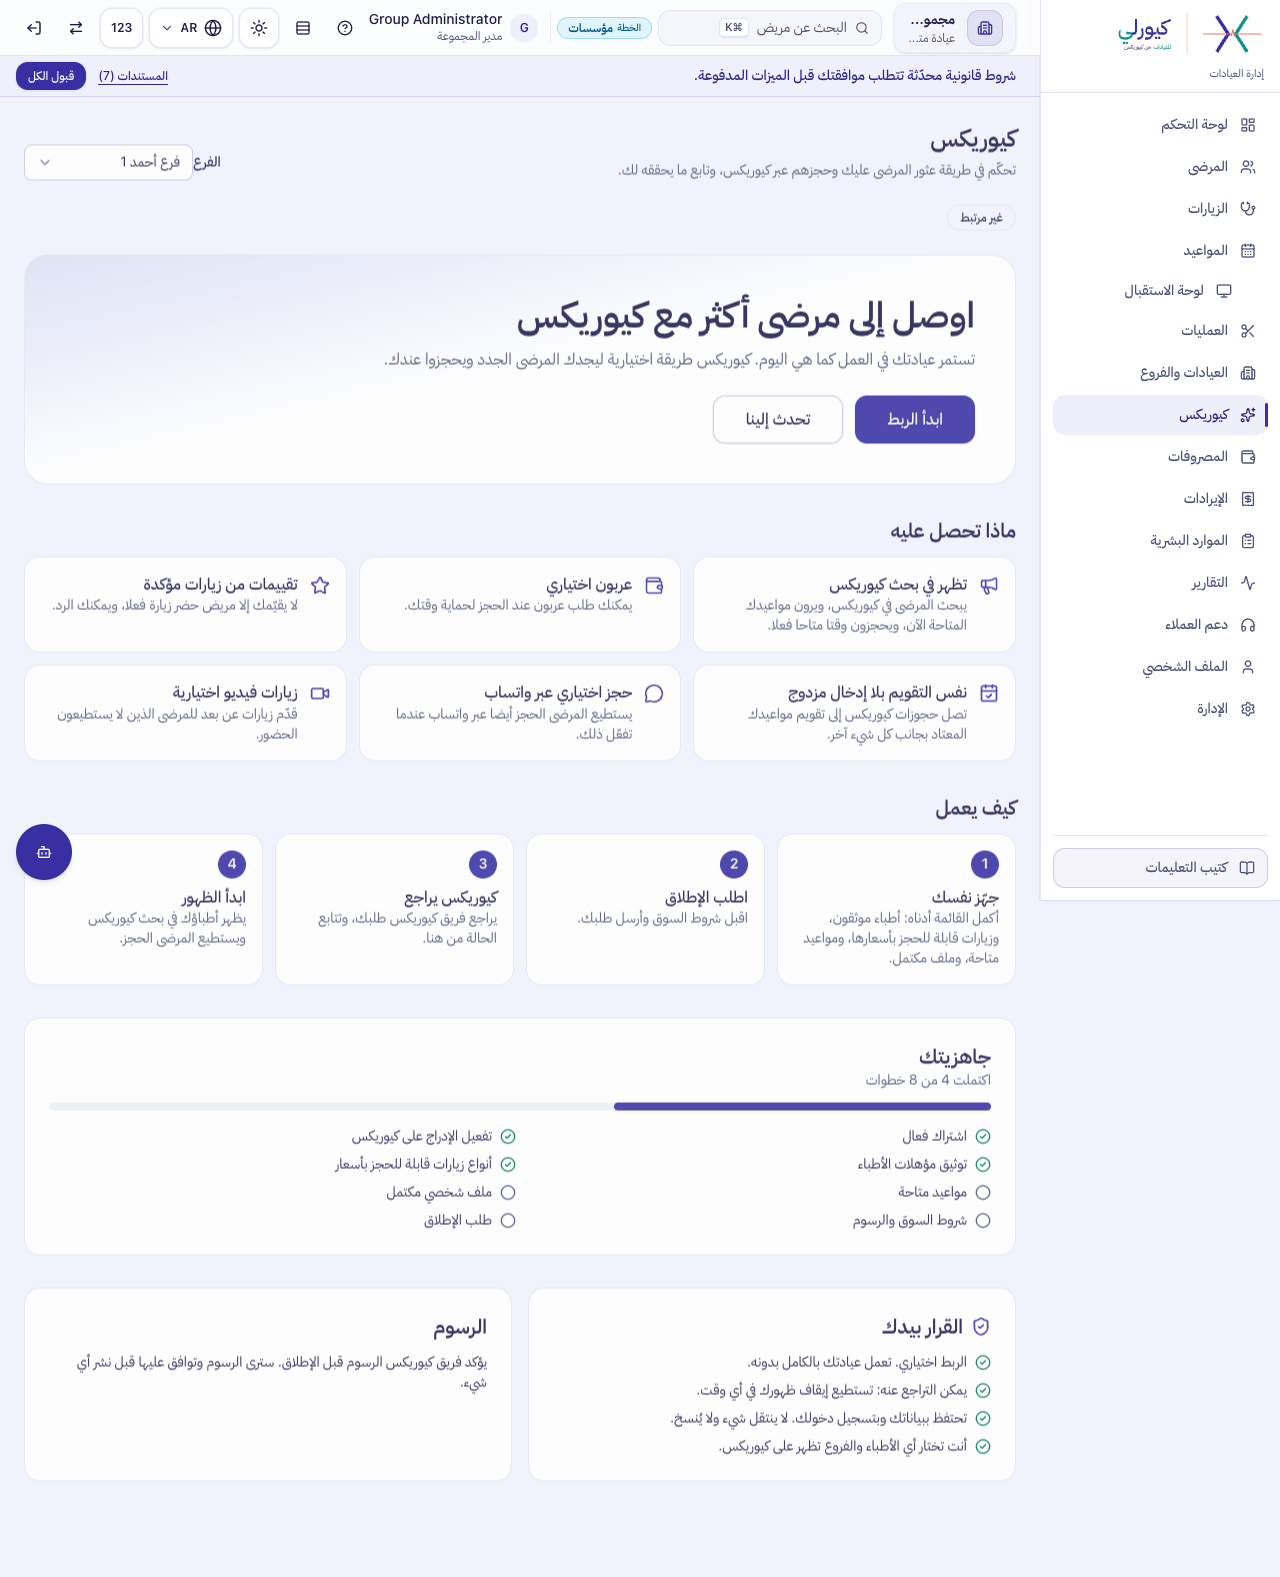 كيورلي
للعيادات من كيوركس
إدارة العيادات
لوحة التحكم
المرضى
الزيارات
المواعيد
لوحة الاستقبال
العمليات
العيادات والفروع
كيوريكس
المصروفات
الإيرادات
الموارد البشرية
التقارير
دعم العملاء
الملف الشخصي
الإدارة
كتيب التعليمات
مجمو...
عيادة متـ...
البحث عن مريض
⌘K
الخطة مؤسسات
G
Group Administrator
مدير المجموعة
AR
123
شروط قانونية محدّثة تتطلب موافقتك قبل الميزات المدفوعة.
المستندات (7)
قبول الكل
كيوريكس
تحكّم في طريقة عثور المرضى عليك وحجزهم عبر كيوريكس، وتابع ما يحققه لك.
الفرع
فرع أحمد 1
غير مرتبط
اوصل إلى مرضى أكثر مع كيوريكس
تستمر عيادتك في العمل كما هي اليوم. كيوريكس طريقة اختيارية ليجدك المرضى الجدد ويحجزوا عندك.
ابدأ الربط
تحدث إلينا
ماذا تحصل عليه
تظهر في بحث كيوريكس
يبحث المرضى في كيوريكس، ويرون مواعيدك
المتاحة الآن، ويحجزون وقتا متاحا فعلا.
عربون اختياري
يمكنك طلب عربون عند الحجز لحماية وقتك.
تقييمات من زيارات مؤكدة
لا يقيّمك إلا مريض حضر زيارة فعلا، ويمكنك الرد.
نفس التقويم بلا إدخال مزدوج
تصل حجوزات كيوريكس إلى تقويم مواعيدك
المعتاد بجانب كل شيء آخر.
حجز اختياري عبر واتساب
يستطيع المرضى الحجز أيضا عبر واتساب عندما
تفعّل ذلك.
زيارات فيديو اختيارية
قدّم زيارات عن بعد للمرضى الذين لا يستطيعون
الحضور.
كيف يعمل
1
جهّز نفسك
أكمل القائمة أدناه: أطباء موثقون،
وزيارات قابلة للحجز بأسعارها، ومواعيد
متاحة، وملف مكتمل.
2
اطلب الإطلاق
اقبل شروط السوق وأرسل طلبك.
3
كيوريكس يراجع
يراجع فريق كيوريكس طلبك، وتتابع
الحالة من هنا.
4
ابدأ الظهور
يظهر أطباؤك في بحث كيوريكس
ويستطيع المرضى الحجز.
جاهزيتك
اكتملت 4 من 8 خطوات
اشتراك فعال
تفعيل الإدراج على كيوريكس
توثيق مؤهلات الأطباء
أنواع زيارات قابلة للحجز بأسعار
مواعيد متاحة
ملف شخصي مكتمل
شروط السوق والرسوم
طلب الإطلاق
القرار بيدك
الربط اختياري. تعمل عيادتك بالكامل بدونه.
يمكن التراجع عنه: تستطيع إيقاف ظهورك في أي وقت.
تحتفظ ببياناتك وبتسجيل دخولك. لا ينتقل شيء ولا يُنسخ.
أنت تختار أي الأطباء والفروع تظهر على كيوريكس.
الرسوم
يؤكد فريق كيوريكس الرسوم قبل الإطلاق. سترى الرسوم وتوافق عليها قبل نشر أي
شيء.